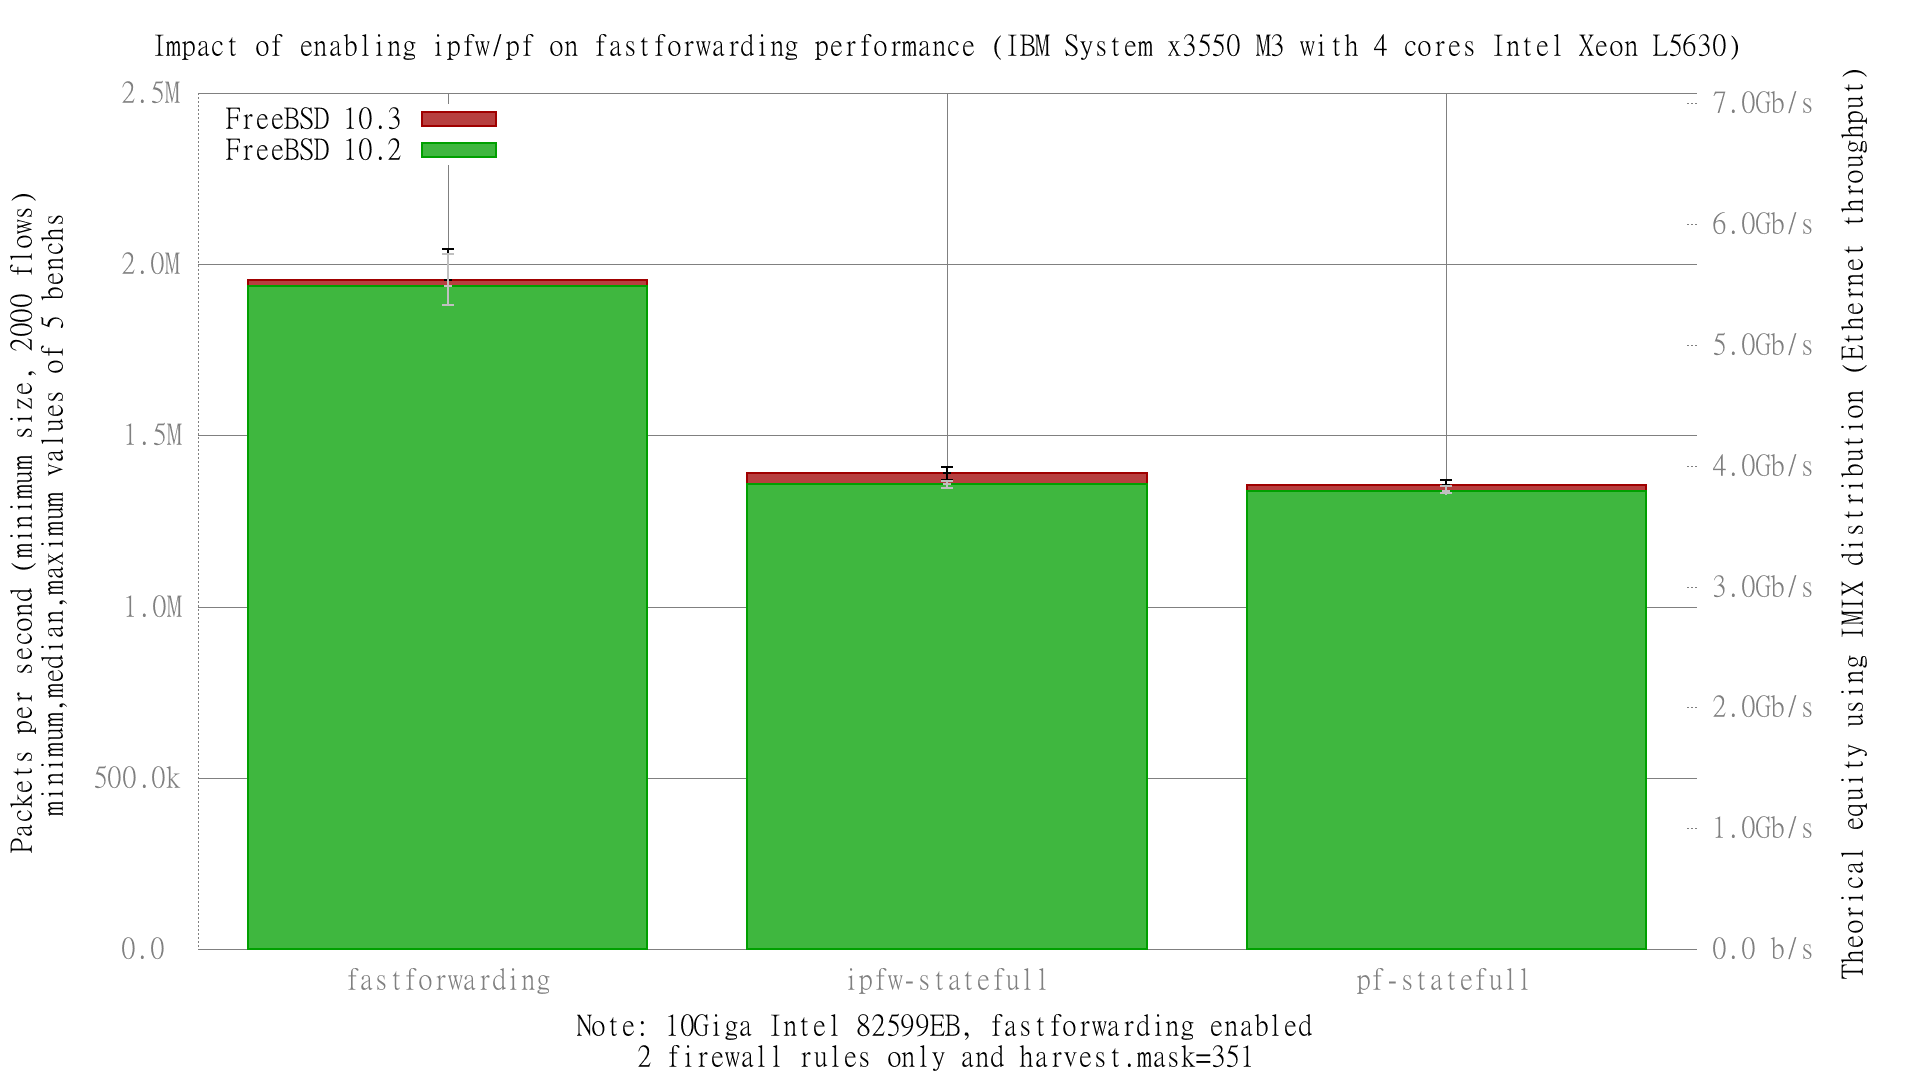 Impact of enabling ipfw/pf on fastforwarding performance (IBM System x3550 M3 with 4 cores Intel Xeon L5630)
FreeBSD 10.3
FreeBSD 10.2
Packets per second (minimum size, 2000 flows)
minimum,median,maximum values of 5 benchs
2.5M
2.0M
1.5M
1.0M
500.0k
0.0
7.0Gb/s
6.0Gb/s
5.0Gb/s
4.0Gb/s
3.0Gb/s
2.0Gb/s
1.0Gb/s
0.0 b/s
Theorical equity using IMIX distribution (Ethernet throughput)
fastforwarding
ipfw-statefull
pf-statefull
Note: 10Giga Intel 82599EB, fastforwarding enabled
2 firewall rules only and harvest.mask=351